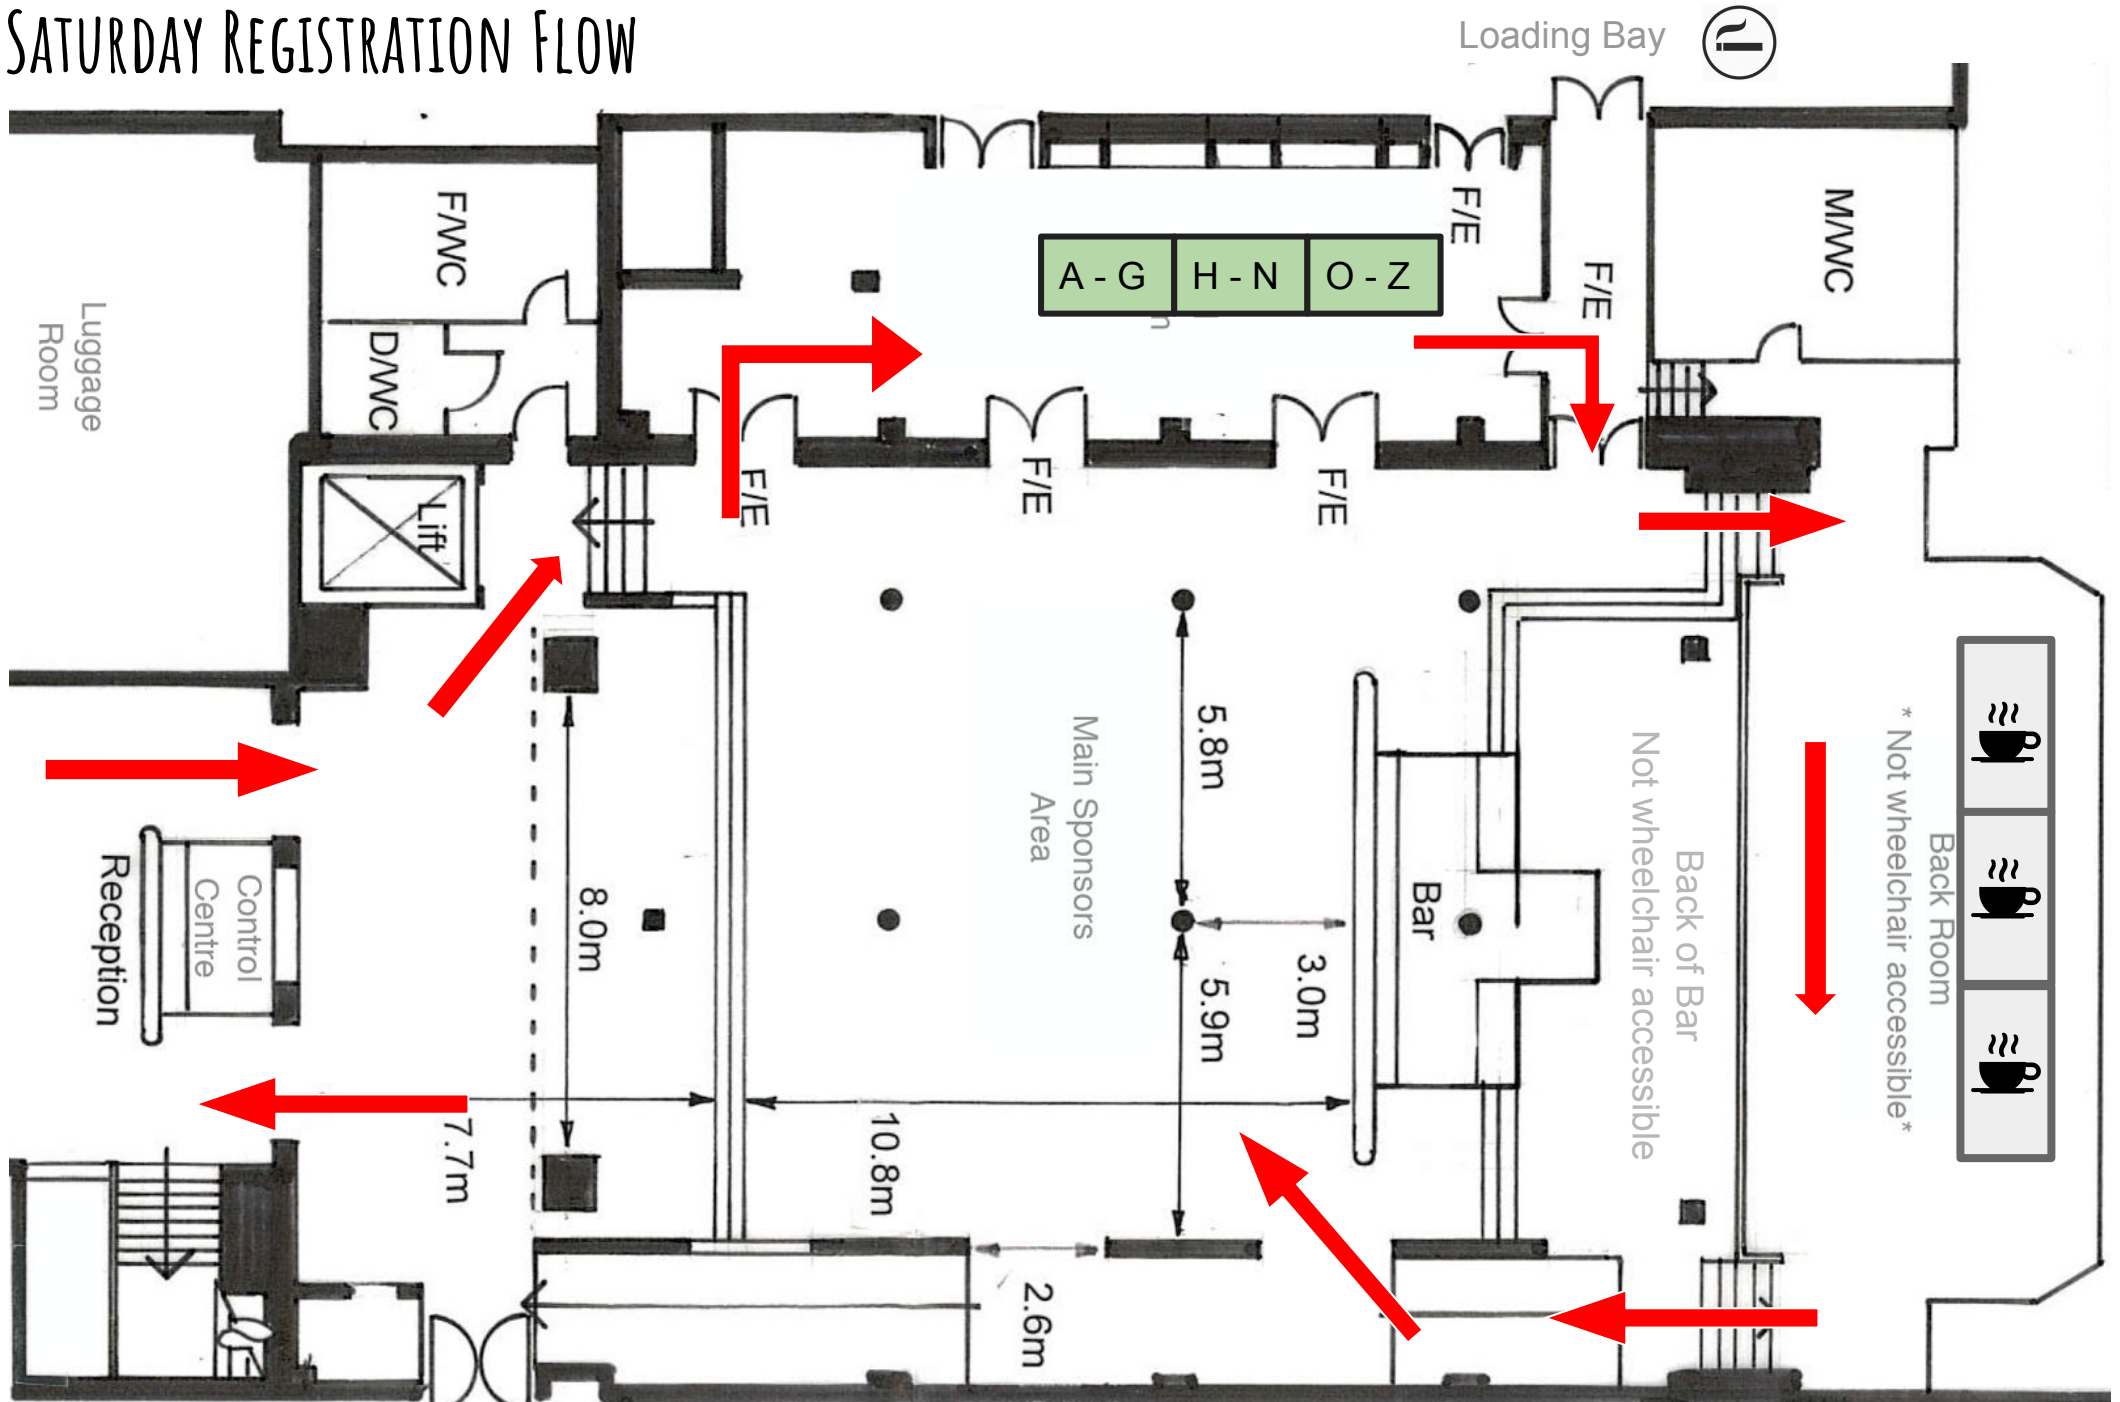 SATURDAY REGISTRATION FLOW
Loading Bay
F/WC
D/WC
Luggage
Room
Lift
F/E
F/E
F/E
F/E
F/E
M/WC
A - G
H - N
O - Z
Main Sponsors
Area
5.8m
5.9m
3.0m
8.0m
7.7m
10.8m
2.6m
Bar
Back of Bar
Not wheelchair accessible
Back Room
* Not wheelchair accessible*
Control
Centre
Reception